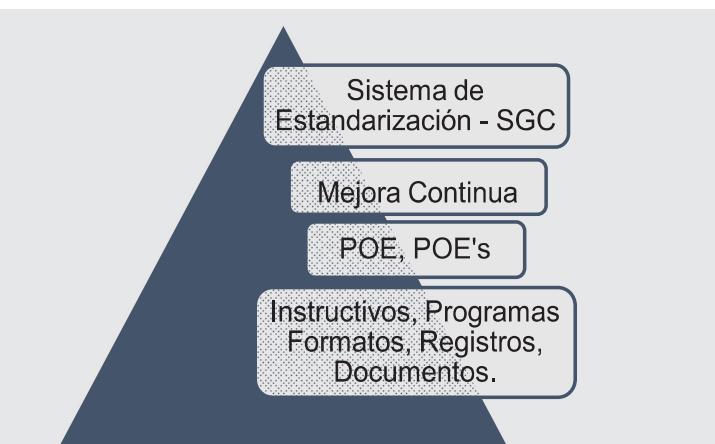 Sistema de
Estandarización - SGC
Mejora Continua
POE, POE's
Instructivos, Programas
Formatos, Registros,
Documentos.